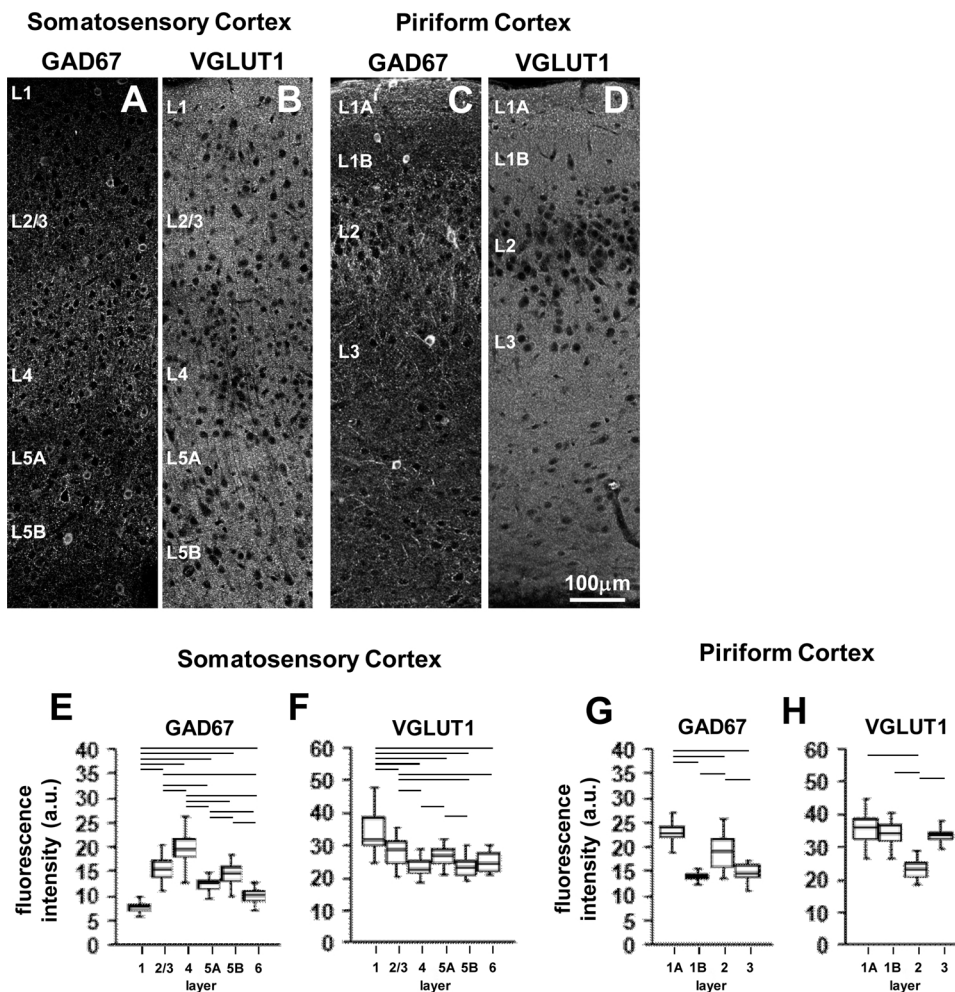 Somatosensory Cortex
Piriform Cortex
GAD67
VGLUT1
GAD67
VGLUT1
L1
A
L1
B
L1A
C
L1A
D
L1B
L1B
L2/3
L2/3
L2
L2
L3
L3
L4
L4
L5A
L5A
L5B
L5B
100μm
Somatosensory Cortex
Piriform Cortex
E
GAD67
fluorescence
intensity (a.u.)
40
35
30
25
20
15
10
5
0
1 2/3 4 5A 5B 6
layer
F
VGLUT1
60
50
40
30
20
10
0
1 2/3 4 5A 5B 6
layer
G
GAD67
fluorescence
intensity (a.u.)
40
35
30
25
20
15
10
5
0
1A 1B 2 3
layer
H
VGLUT1
60
50
40
30
20
10
0
1A 1B 2 3
layer